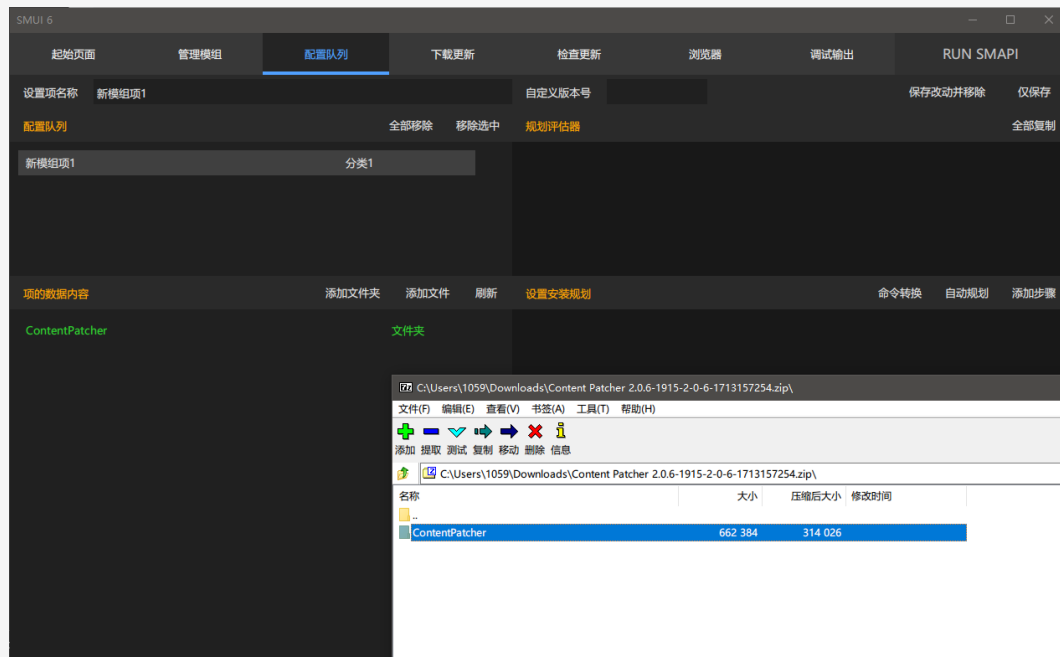 SMUI 6
起始页面 管理模组 配置队列 下载更新 检查更新 浏览器 调试输出 RUN SMAPI
设置项名称 新模组项1 自定义版本号 保存改动并移除 仅保存
配置队列 全部移除 移除选中 规划评估器 全部复制
新模组项1 分类1
项的数据内容 添加文件夹 添加文件 刷新 设置安装规划 命令转换 自动规划 添加步骤
ContentPatcher 文件夹
C:\Users\1059\Downloads\Content Patcher 2.0.6-1915-2-0-6-1713157254.zip\
文件(F) 编辑(E) 查看(V) 书签(A) 工具(T) 帮助(H)
添加 提取 测试 复制 移动 删除 信息
C:\Users\1059\Downloads\Content Patcher 2.0.6-1915-2-0-6-1713157254.zip\
名称 大小 压缩后大小 修改时间
..
ContentPatcher 662 384 314 026